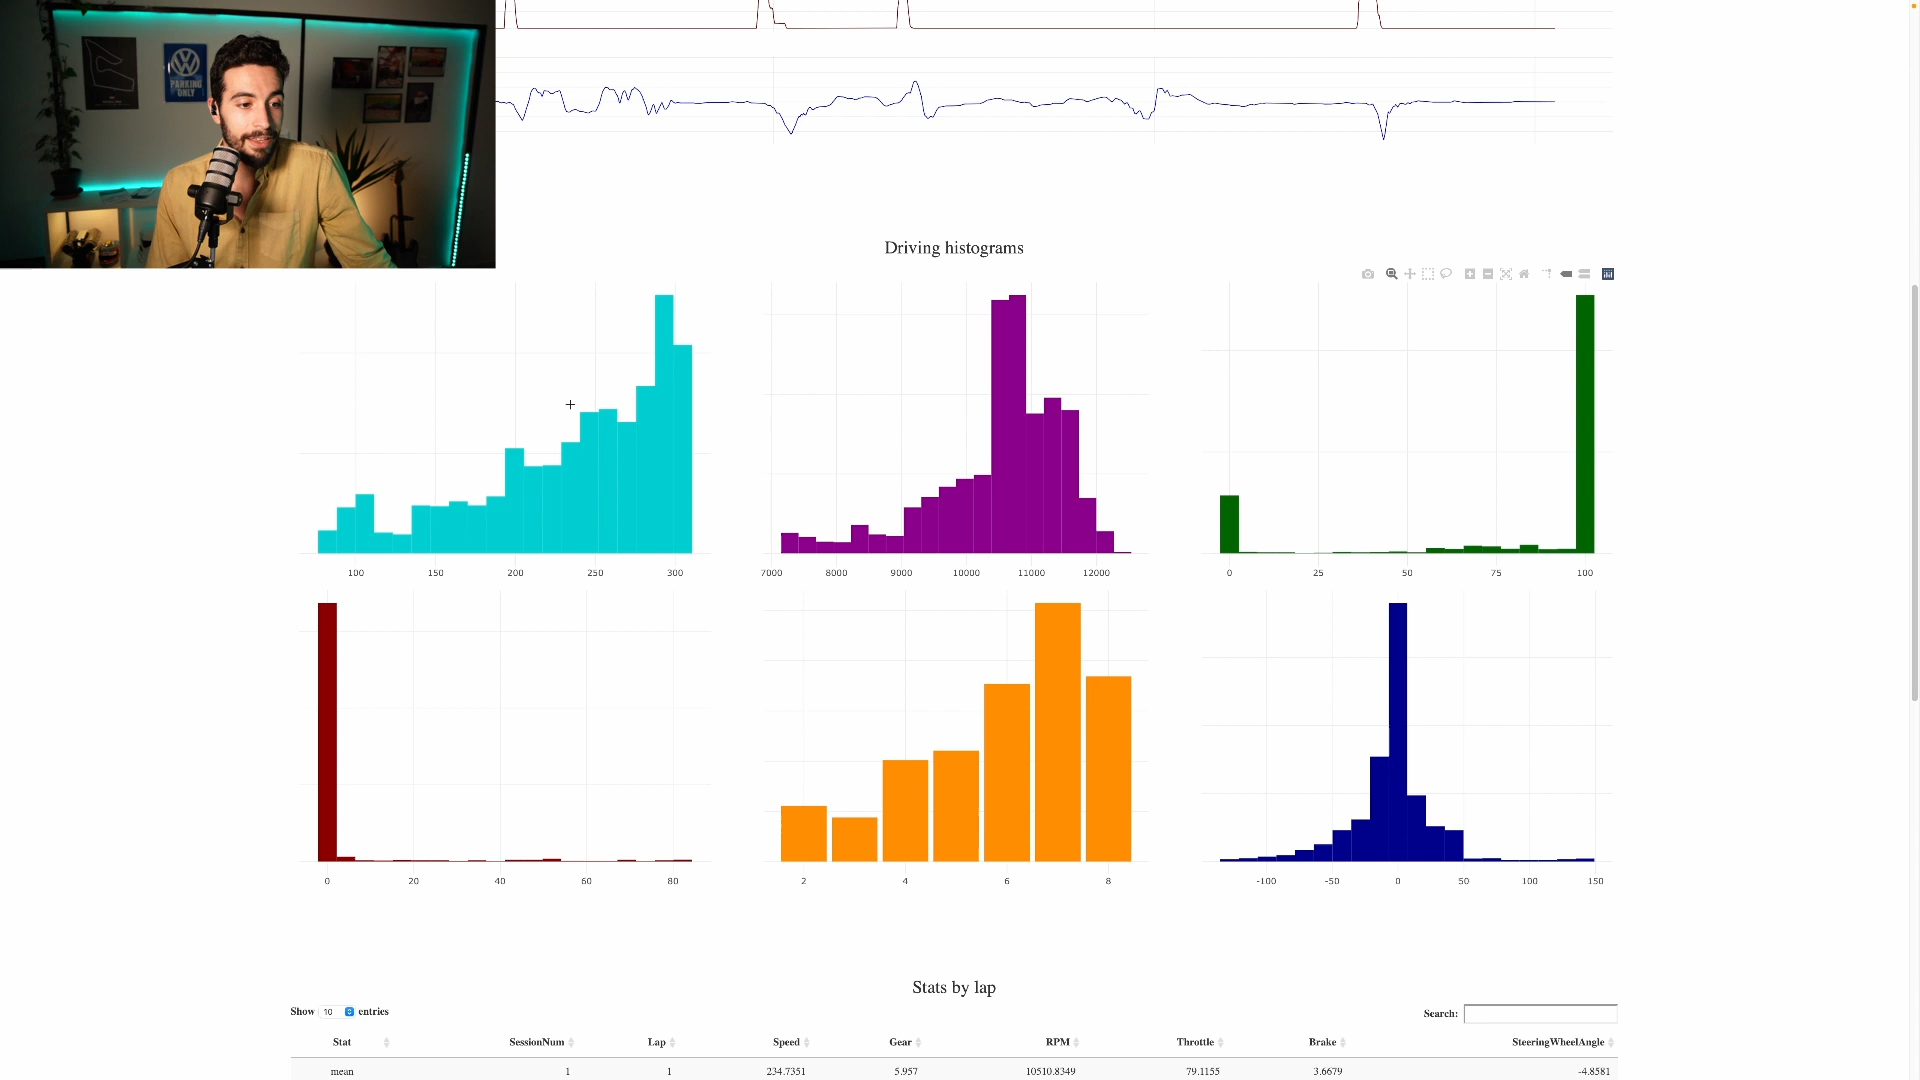 PARKING
ONLY
Driving histograms
100 150 200 250 300
7000 8000 9000 10000 11000 12000
0 25 50 75 100
0 20 40 60 80
2 4 6 8
-100 -50 0 50 100 150
Stats by lap
Show 10 entries
Search:
Stat SessionNum Lap Speed Gear RPM Throttle Brake SteeringWheelAngle
mean 1 1 234.7351 5.957 10510.8349 79.1155 3.6679 -4.8581